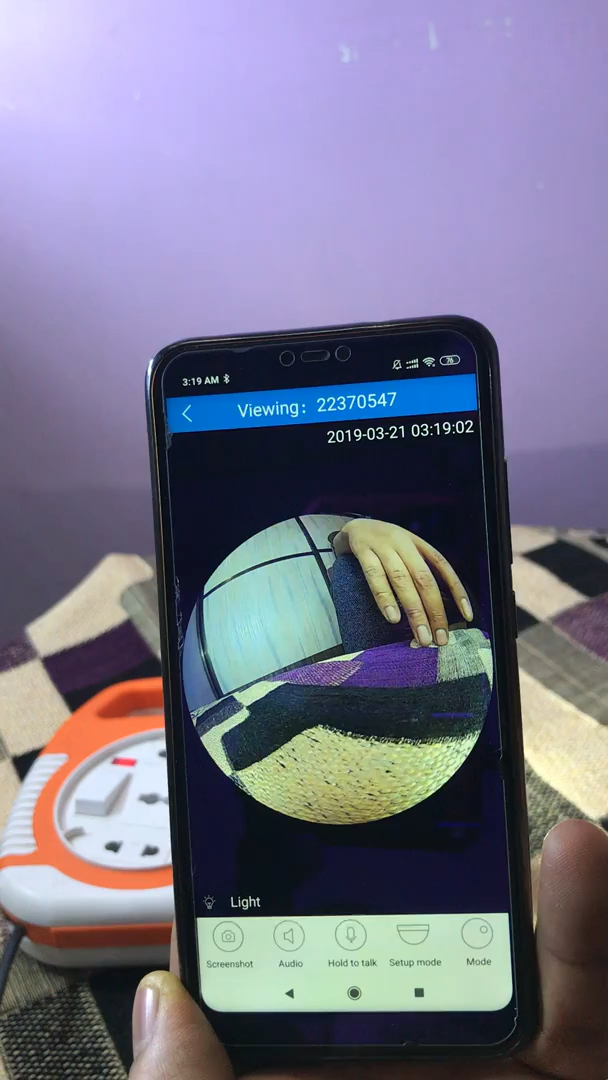 3:19 AM
76
Viewing: 22370547
2019-03-21 03:19:02
Light
Screenshot
Audio
Hold to talk
Setup mode
Mode